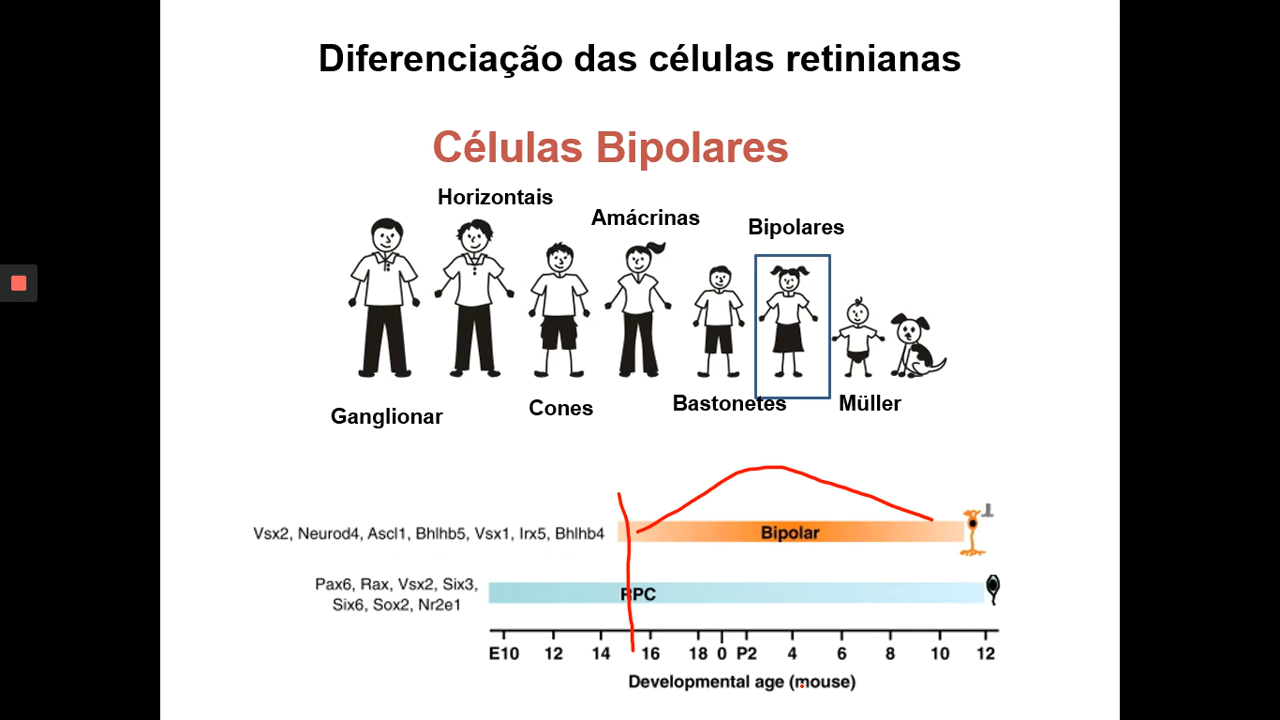 Diferenciação das células retinianas
Células Bipolares
Horizontais
Amácrinas
Bipolares
Ganglionar
Cones
Bastonetes
Müller
Vsx2, Neurod4, Ascl1, Bhlhb5, Vsx1, Irx5, Bhlhb4
Bipolar
Pax6, Rax, Vsx2, Six3,
Six6, Sox2, Nr2e1
RPC
E10 12 14 16 18 0 P2 4 6 8 10 12
Developmental age (mouse)